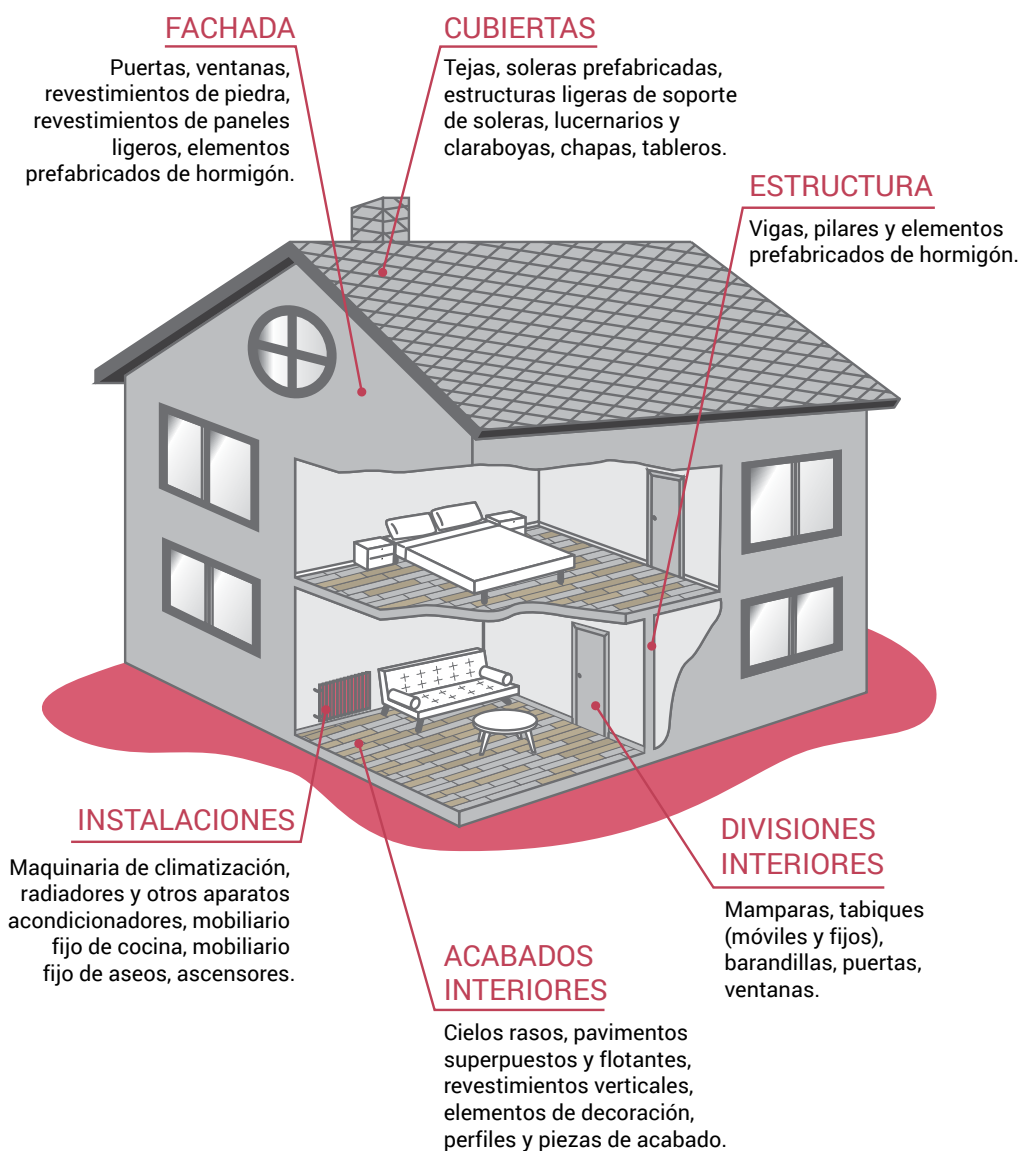 FACHADA
Puertas, ventanas,
revestimientos de piedra,
revestimientos de paneles
ligeros, elementos
prefabricados de hormigón.
CUBIERTAS
Tejas, soleras prefabricadas,
estructuras ligeras de soporte
de soleras, lucernarios y
claraboyas, chapas, tableros.
ESTRUCTURA
Vigas, pilares y elementos
prefabricados de hormigón.
INSTALACIONES
Maquinaria de climatización,
radiadores y otros aparatos
acondicionadores, mobiliario
fijo de cocina, mobiliario
fijo de aseos, ascensores.
ACABADOS
INTERIORES
Cielos rasos, pavimentos
superpuestos y flotantes,
revestimientos verticales,
elementos de decoración,
perfiles y piezas de acabado.
DIVISIONES
INTERIORES
Mamparas, tabiques
(móviles y fijos),
barandillas, puertas,
ventanas.